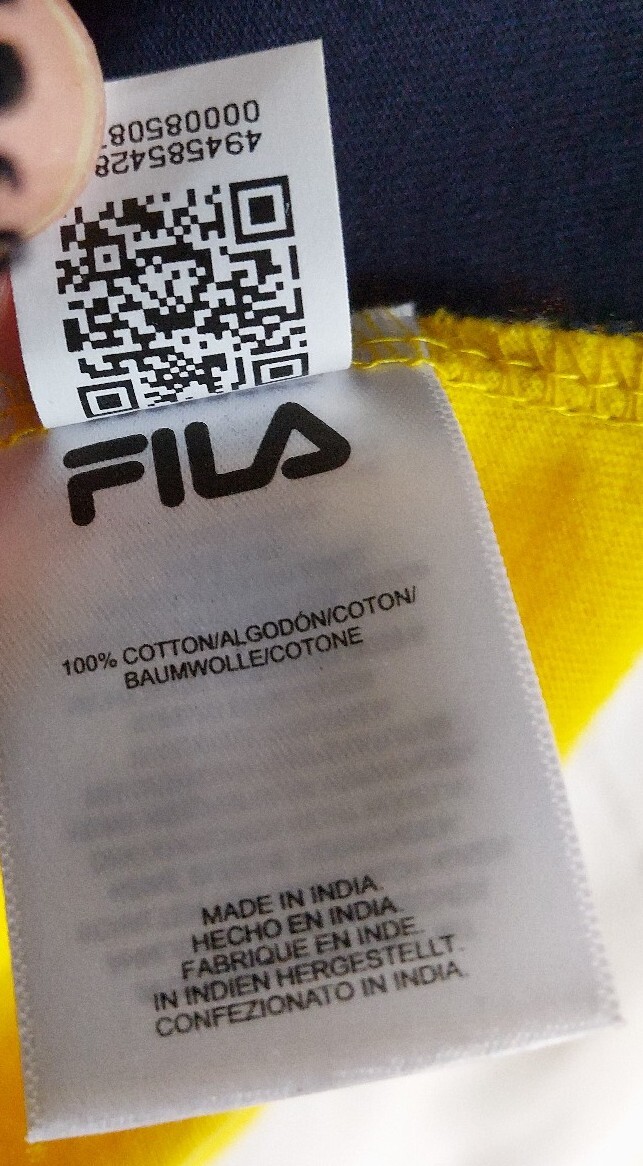 494585428
0000850
FILA
100% COTTON/ALGODÓN/COTON/
BAUMWOLLE/COTONE
MADE IN INDIA.
HECHO EN INDIA.
FABRIQUE EN INDE.
IN INDIEN HERGESTELLT.
CONFEZIONATO IN INDIA.